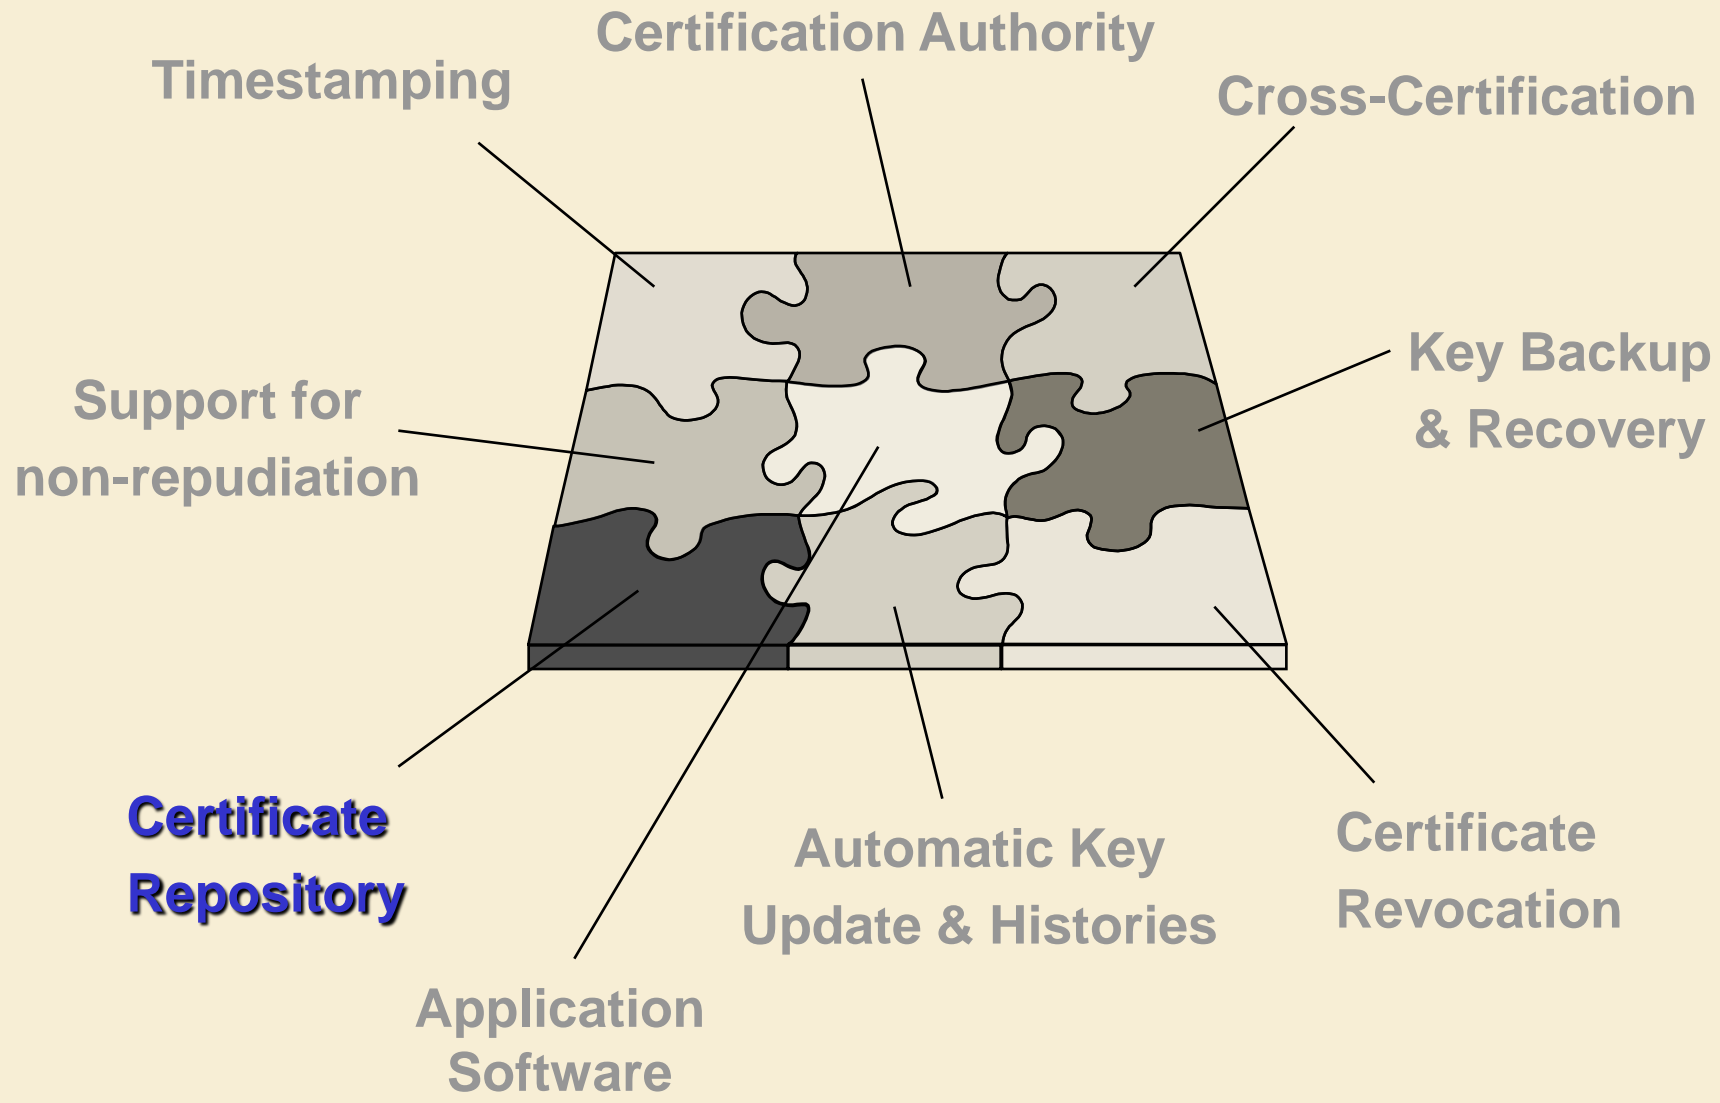 Certification Authority
Timestamping
Cross-Certification
Key Backup
& Recovery
Support for
non-repudiation
Certificate
Repository
Automatic Key
Update & Histories
Certificate
Revocation
Application
Software